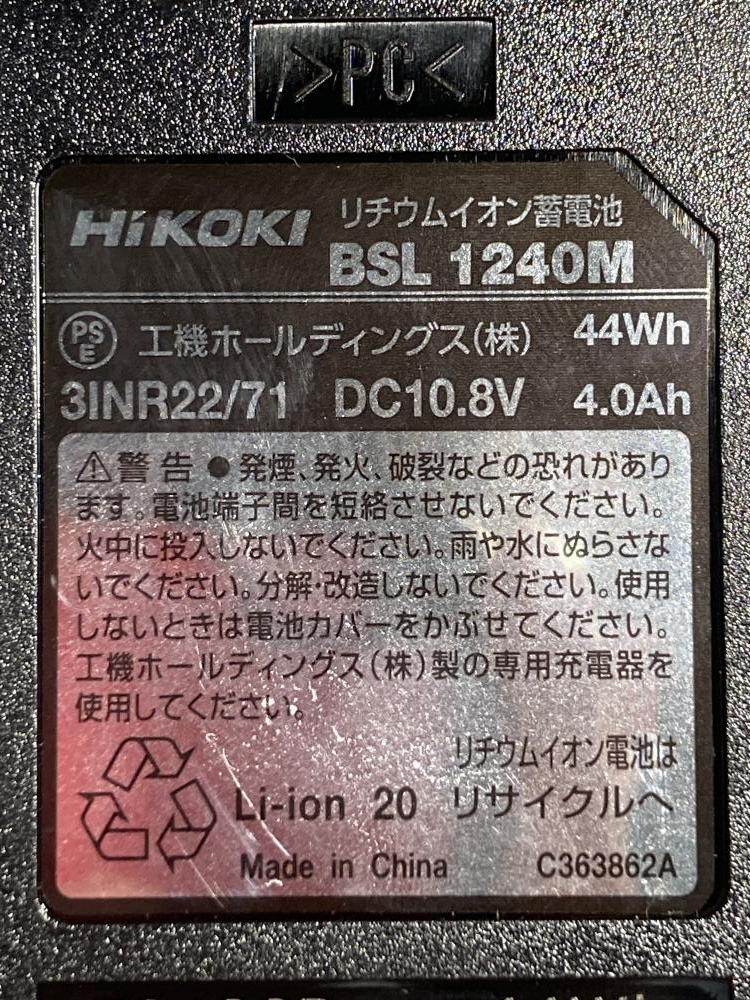 >PC<
HiKOKI リチウムイオン蓄電池
BSL 1240M
PS
E 工機ホールディングス(株) 44Wh
3INR22/71 DC10.8V 4.0Ah
⚠警告 ●発煙、発火、破裂などの恐れがあり
ます。電池端子間を短絡させないでください。
火中に投入しないでください。雨や水にぬらさな
いでください。分解・改造しないでください。使用
しないときは電池カバーをかぶせてください。
工機ホールディングス(株)製の専用充電器を
使用してください。
リチウムイオン電池は
Li-ion 20 リサイクルへ
Made in China C363862A